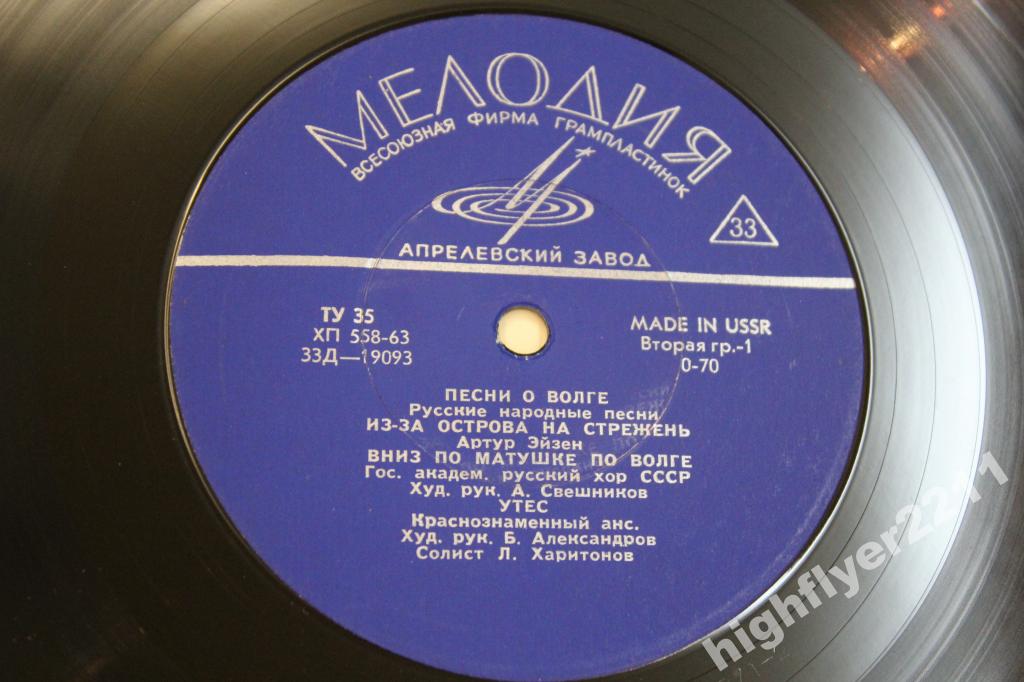 МЕЛОДИЯ
ВСЕСОЮЗНАЯ ФИРМА ГРАМПЛАСТИНОК
33
АПРЕЛЕВСКИЙ ЗАВОД
ТУ 35
ХП 558-63
33Д—19093
MADE IN USSR
Вторая гр.-1
0-70
ПЕСНИ О ВОЛГЕ
Русские народные песни
ИЗ-ЗА ОСТРОВА НА СТРЕЖЕНЬ
Артур Эйзен
ВНИЗ ПО МАТУШКЕ ПО ВОЛГЕ
Гос. академ. русский хор СССР
Худ. рук. А. Свешников
УТЕС
Краснознаменный анс.
Худ. рук. Б. Александров
Солист Л. Харитонов
highflyer2211